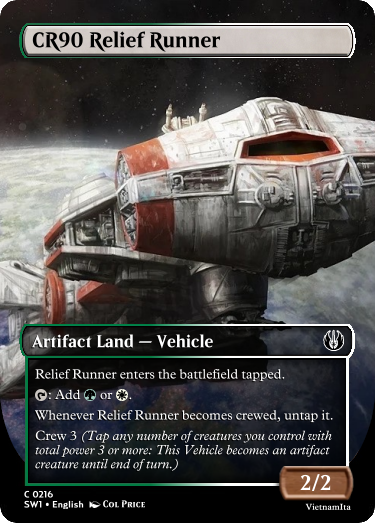 CR90 Relief Runner
Artifact Land — Vehicle
Relief Runner enters the battlefield tapped.
: Add or .
Whenever Relief Runner becomes crewed, untap it.
Crew 3 (Tap any number of creatures you control with
total power 3 or more: This Vehicle becomes an artifact
creature until end of turn.)
2/2
C 0216
SW1 • English Col Price
VietnamIta